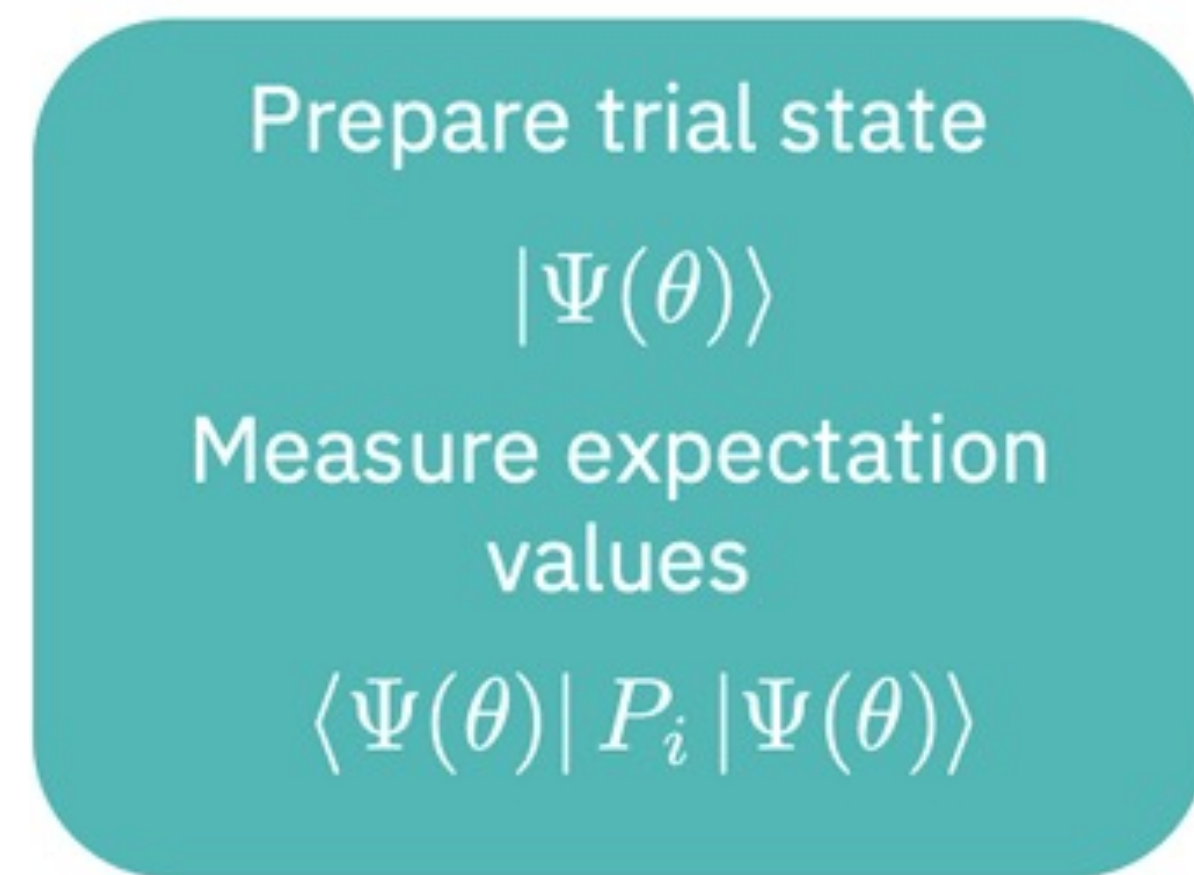 Prepare trial state
|Ψ(θ)⟩
Measure expectation
values
⟨Ψ(θ)| P_i |Ψ(θ)⟩